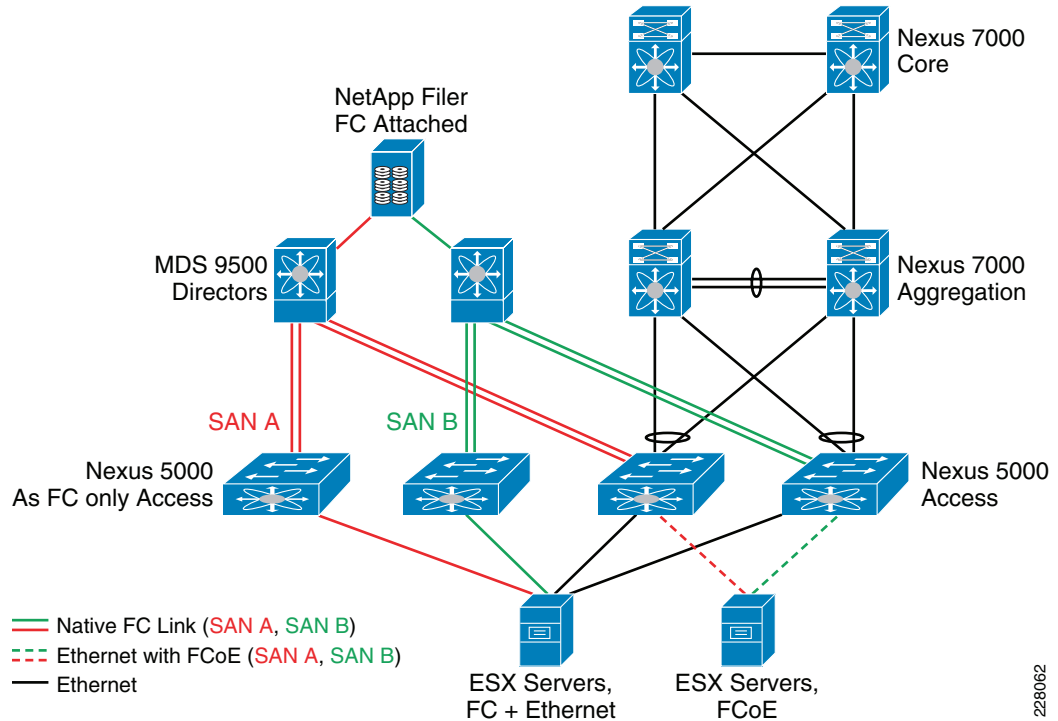 Nexus 7000
Core
NetApp Filer
FC Attached
MDS 9500
Directors
Nexus 7000
Aggregation
SAN A
SAN B
Nexus 5000
As FC only Access
Nexus 5000
Access
Native FC Link (SAN A, SAN B)
Ethernet with FCoE (SAN A, SAN B)
Ethernet
ESX Servers,
FC + Ethernet
ESX Servers,
FCoE
228062